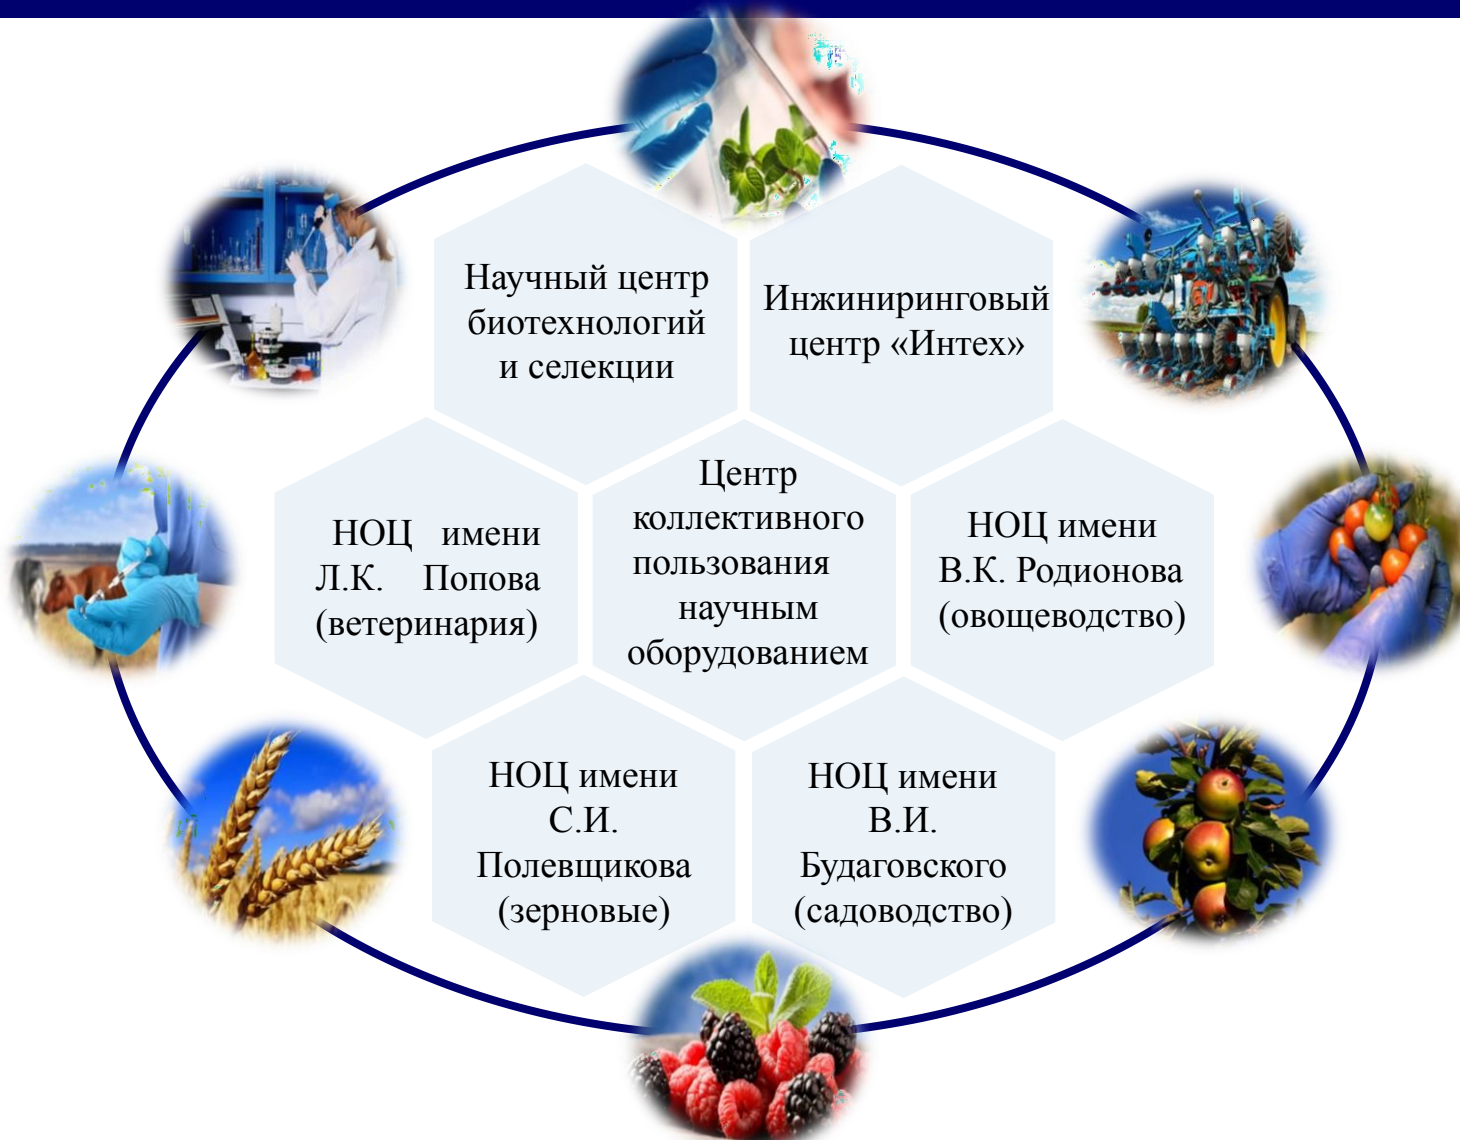 Научный центр
биотехнологий
и селекции
Инжиниринговый
центр «Интех»
НОЦ имени
Л.К. Попова
(ветеринария)
Центр
коллективного
пользования
научным
оборудованием
НОЦ имени
В.К. Родионова
(овощеводство)
НОЦ имени
С.И.
Полевщикова
(зерновые)
НОЦ имени
В.И.
Будаговского
(садоводство)